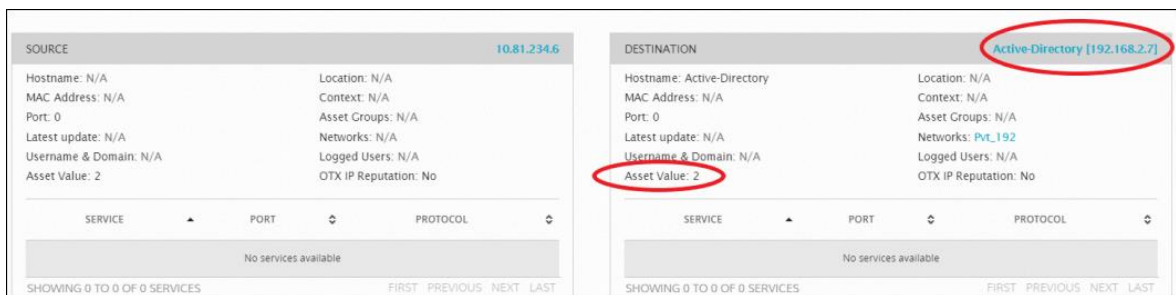 SOURCE 10.81.234.6
Hostname: N/A Location: N/A
MAC Address: N/A Context: N/A
Port: 0 Asset Groups: N/A
Latest update: N/A Networks: N/A
Username & Domain: N/A Logged Users: N/A
Asset Value: 2 OTX IP Reputation: No
SERVICE PORT PROTOCOL
No services available
SHOWING 0 TO 0 OF 0 SERVICES FIRST PREVIOUS NEXT LAST
DESTINATION Active-Directory [192.168.2.7]
Hostname: Active-Directory Location: N/A
MAC Address: N/A Context: N/A
Port: 0 Asset Groups: N/A
Latest update: N/A Networks: Pvt_192
Username & Domain: N/A Logged Users: N/A
Asset Value: 2 OTX IP Reputation: No
SERVICE PORT PROTOCOL
No services available
SHOWING 0 TO 0 OF 0 SERVICES FIRST PREVIOUS NEXT LAST